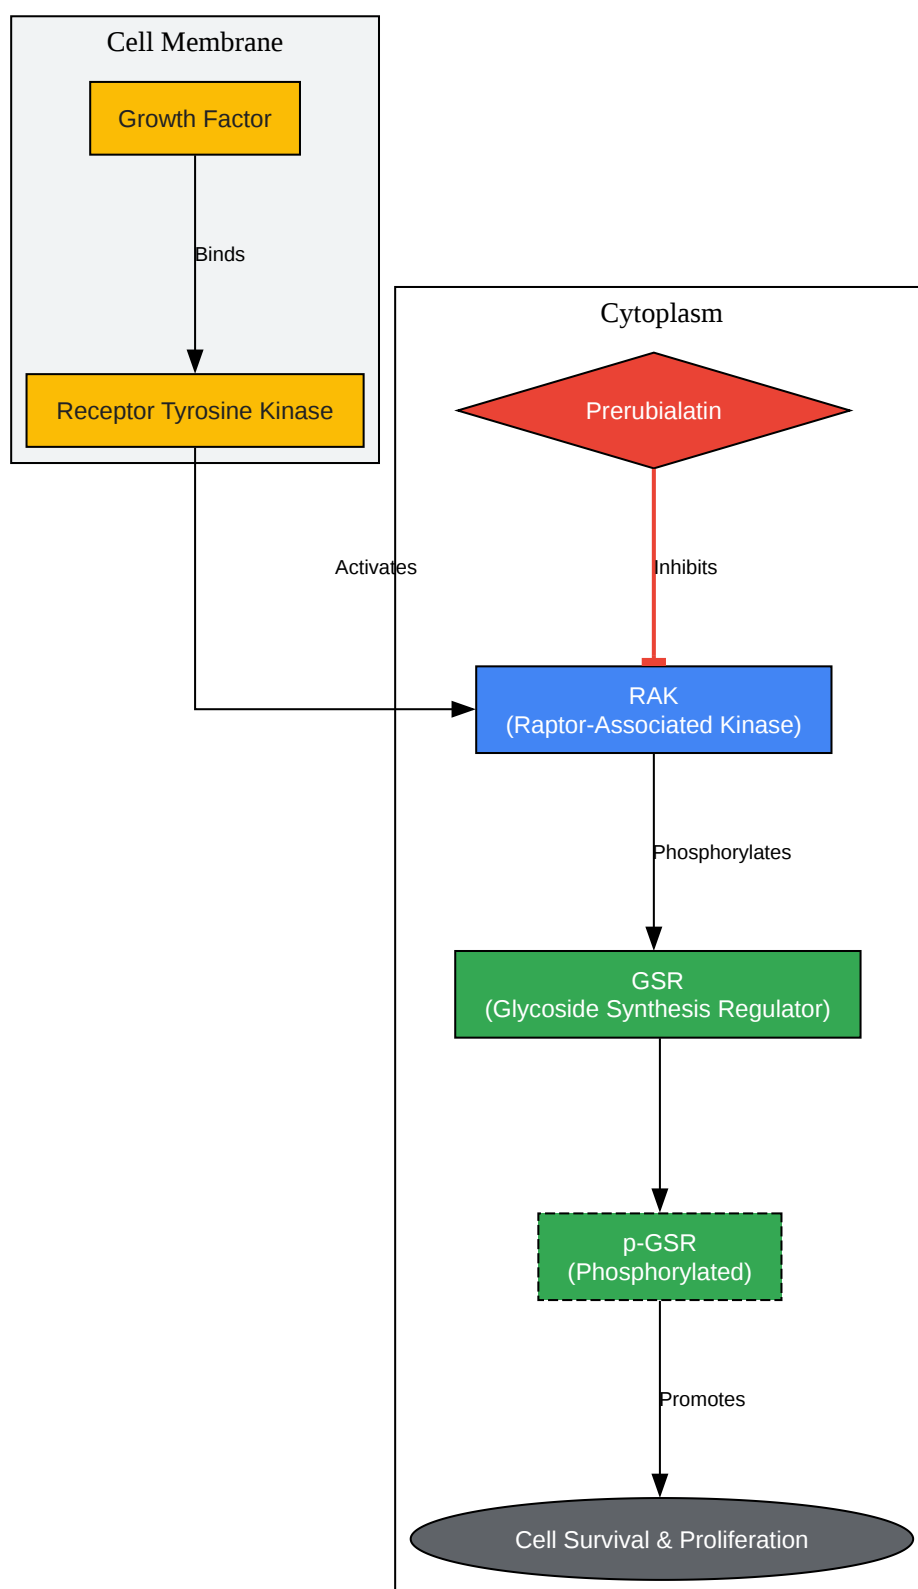 Cell Membrane
Growth Factor
Binds
Receptor Tyrosine Kinase
Cytoplasm
Prerubialatin
Activates
Inhibits
RAK
(Raptor-Associated Kinase)
Phosphorylates
GSR
(Glycoside Synthesis Regulator)
p-GSR
(Phosphorylated)
Promotes
Cell Survival & Proliferation